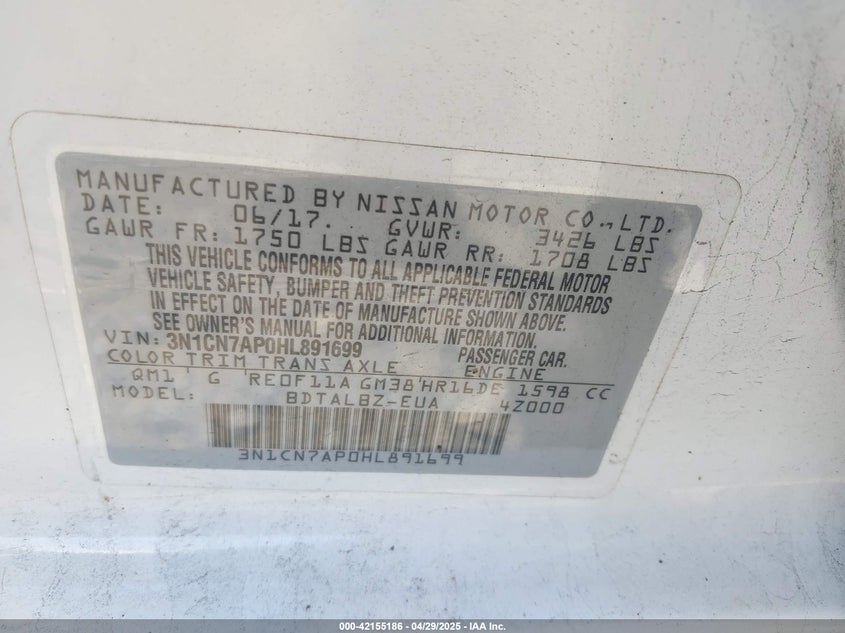 MANUFACTURED BY NISSAN MOTOR CO., LTD.
DATE: 06/17. GVWR: 3426 LBS
GAWR FR: 1750 LBS GAWR RR: 1708 LBS
THIS VEHICLE CONFORMS TO ALL APPLICABLE FEDERAL MOTOR
VEHICLE SAFETY, BUMPER AND THEFT PREVENTION STANDARDS
IN EFFECT ON THE DATE OF MANUFACTURE SHOWN ABOVE.
SEE OWNER'S MANUAL FOR ADDITIONAL INFORMATION.
VIN: 3N1CN7AP0HL891699 PASSENGER CAR.
COLOR TRIM TRANS AXLE ENGINE
QM1 G RE0F11A GM38 HR16DE 1598 CC
MODEL: BDTALBZ-EUA 4Z000
3N1CN7AP0HL891699
000-42155186 - 04/29/2025 - IAA Inc.